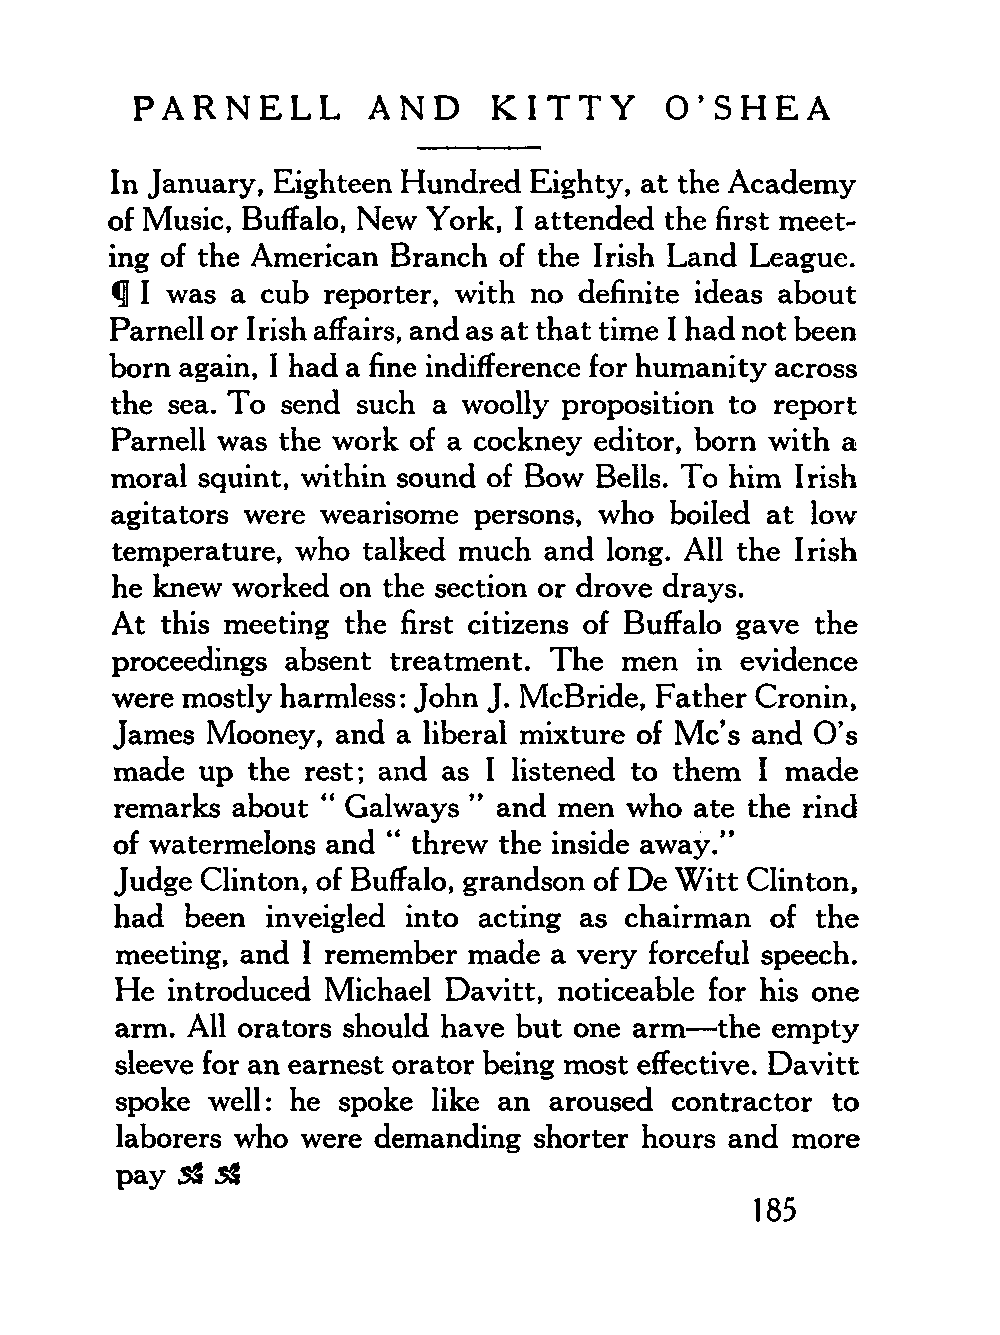 PARNELL AND KITTY O'SHEA
In January, Eighteen Hundred Eighty, at the Academy
of Music, Buffalo, New York, I attended the first meet-
ing of the American Branch of the Irish Land League.
¶ I was a cub reporter, with no definite ideas about
Parnell or Irish affairs, and as at that time I had not been
born again, I had a fine indifference for humanity across
the sea. To send such a woolly proposition to report
Parnell was the work of a cockney editor, born with a
moral squint, within sound of Bow Bells. To him Irish
agitators were wearisome persons, who boiled at low
temperature, who talked much and long. All the Irish
he knew worked on the section or drove drays.
At this meeting the first citizens of Buffalo gave the
proceedings absent treatment. The men in evidence
were mostly harmless: John J. McBride, Father Cronin,
James Mooney, and a liberal mixture of Mc's and O's
made up the rest; and as I listened to them I made
remarks about " Galways " and men who ate the rind
of watermelons and " threw the inside away."
Judge Clinton, of Buffalo, grandson of De Witt Clinton,
had been inveigled into acting as chairman of the
meeting, and I remember made a very forceful speech.
He introduced Michael Davitt, noticeable for his one
arm. All orators should have but one arm—the empty
sleeve for an earnest orator being most effective. Davitt
spoke well: he spoke like an aroused contractor to
laborers who were demanding shorter hours and more
pay
185